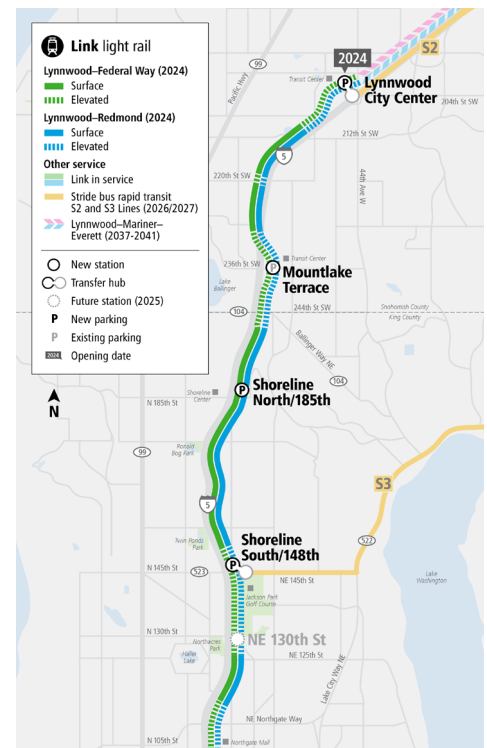 Link light rail
Lynnwood–Federal Way (2024)
Surface
Elevated
Lynnwood–Redmond (2024)
Surface
Elevated
Other service
Link in service
Stride bus rapid transit
S2 and S3 Lines (2026/2027)
Lynnwood–Mariner–
Everett (2037-2041)
New station
Transfer hub
Future station (2025)
P New parking
P Existing parking
2024 Opening date
N
S2
2024
99
Transit Center
P
Lynnwood
City Center
Pacific Hwy
204th St SW
212th St SW
5
220th St SW
44th Ave W
236th St SW
Transit Center
P
Mountlake
Terrace
Lake
Ballinger
104
244th St SW
Snohomish County
King County
Ballinger Way NE
104
Shoreline
Center
P
Shoreline
North/185th
N 185th St
99
Ronald
Bog Park
S3
5
522
Twin Ponds
Park
Shoreline
South/148th
P
N 145th St
523
NE 145th St
Lake
Washington
Jackson Park
Golf Course
N 130th St
Northacres
Park
NE 130th St
Haller
Lake
NE 125th St
Lake City Way NE
NE Northgate Way
N 105th St
Northgate Mall